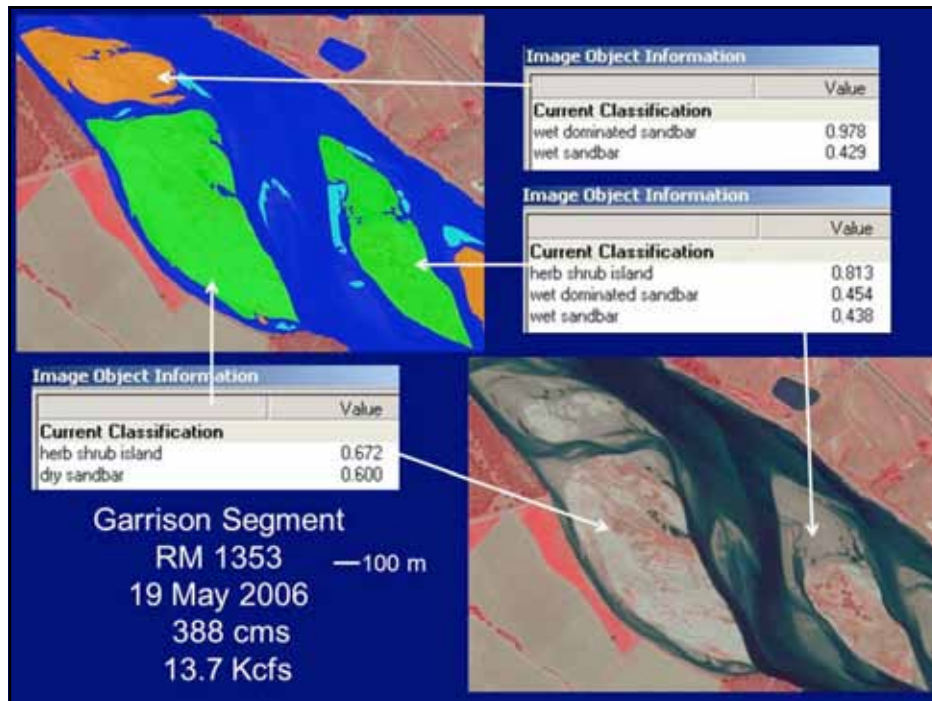 Image Object Information
Value
Current Classification
wet dominated sandbar 0.978
wet sandbar 0.429
Image Object Information
Value
Current Classification
herb shrub island 0.813
wet dominated sandbar 0.454
wet sandbar 0.438
Image Object Information
Value
Current Classification
herb shrub island 0.672
dry sandbar 0.600
Garrison Segment
RM 1353 100 m
19 May 2006
388 cms
13.7 Kcfs